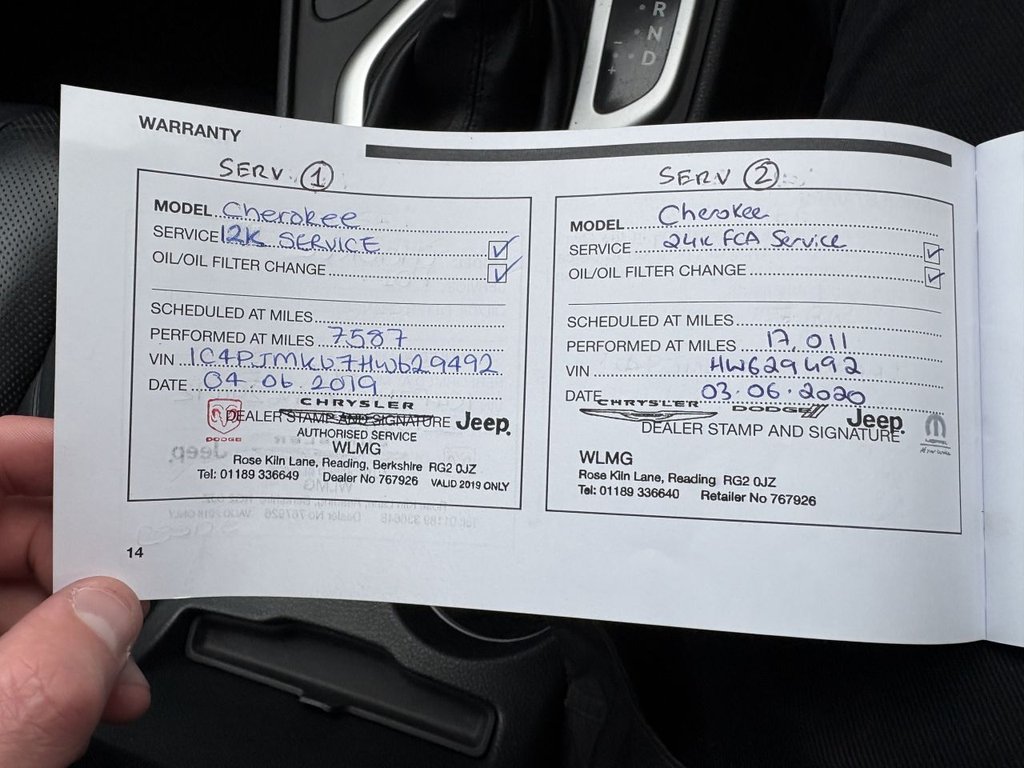 R
N
D
-
+
WARRANTY
SERV. 1
MODEL Cherokee
SERVICE 12K SERVICE
OIL/OIL FILTER CHANGE
SCHEDULED AT MILES
PERFORMED AT MILES 7587
VIN 1C4PJMKU7HW629492
DATE 04.06.2019
CHRYSLER
DEALER STAMP AND SIGNATURE Jeep
DODGE
AUTHORISED SERVICE
WLMG
Rose Kiln Lane, Reading, Berkshire RG2 0JZ
Tel: 01189 336649 Dealer No 767926 VALID 2019 ONLY
14
SERV 2
MODEL Cherokee
SERVICE 24K FCA Service
OIL/OIL FILTER CHANGE
SCHEDULED AT MILES
PERFORMED AT MILES 17,011
VIN HW629492
DATE 03.06.2020
CHRYSLER DODGE Jeep
DEALER STAMP AND SIGNATURE
WLMG
Rose Kiln Lane, Reading RG2 0JZ
Tel: 01189 336640 Retailer No 767926